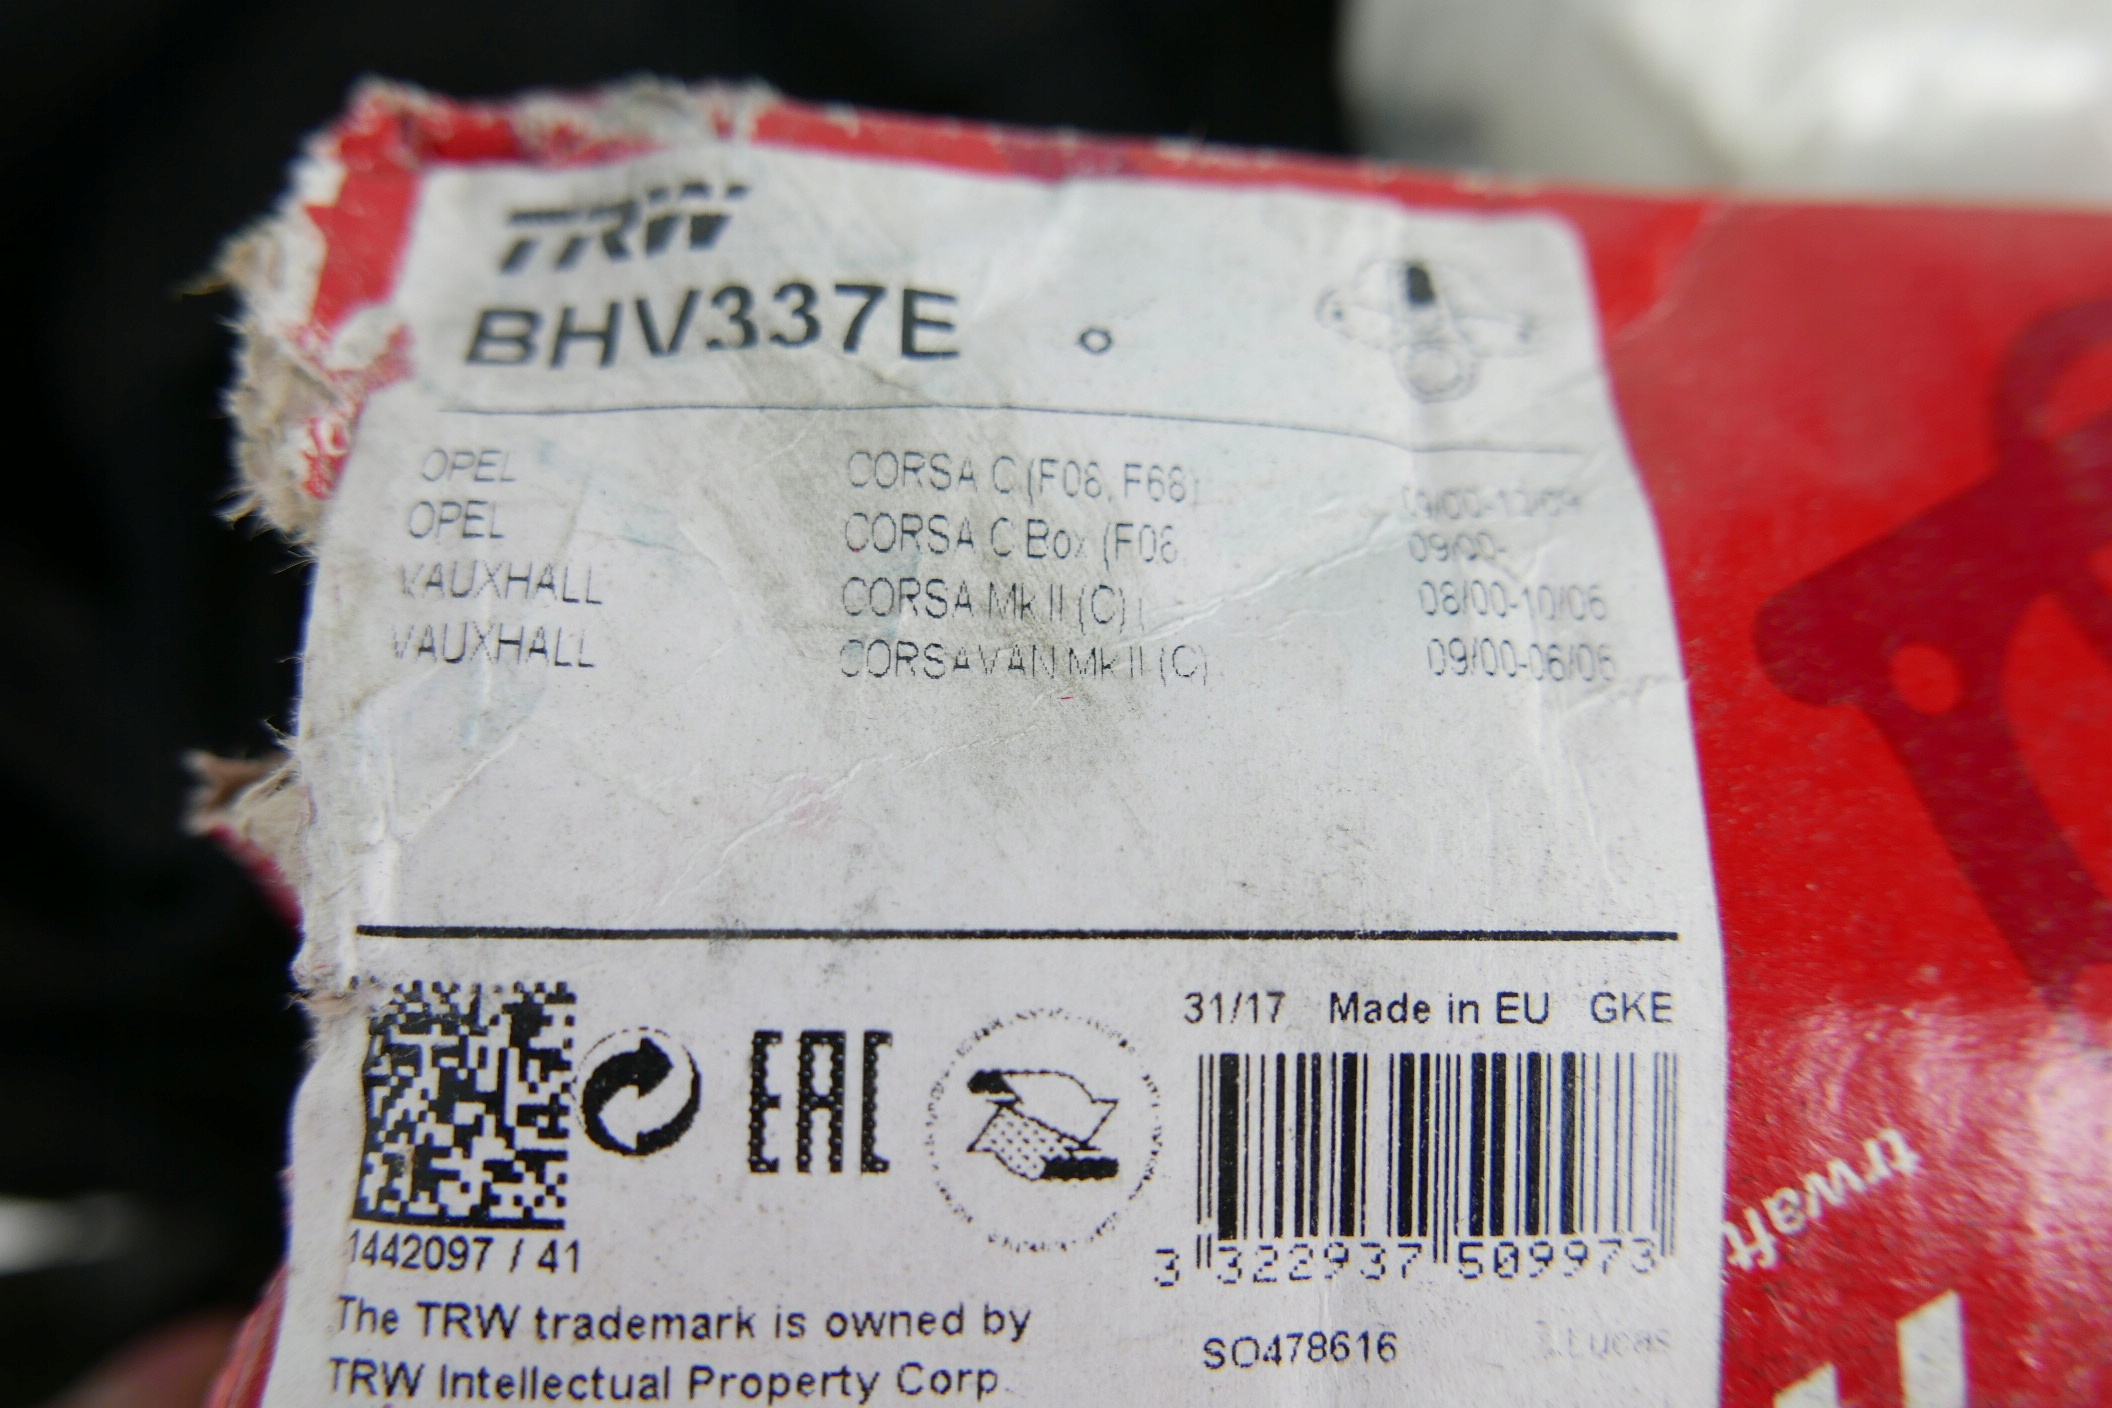 TRW
BHV337E
OPEL CORSA C (F08, F68)
OPEL CORSA C Box (F08, 09/00-
VAUXHALL CORSA Mk II (C) ( 08/00-10/06
VAUXHALL CORSAVAN Mk II (C) 09/00-06/06
31/17 Made in EU GKE
EAC
3 322937 509973
1442097 / 41
The TRW trademark is owned by
TRW Intellectual Property Corp.
SO478616 Lucas
trwaft